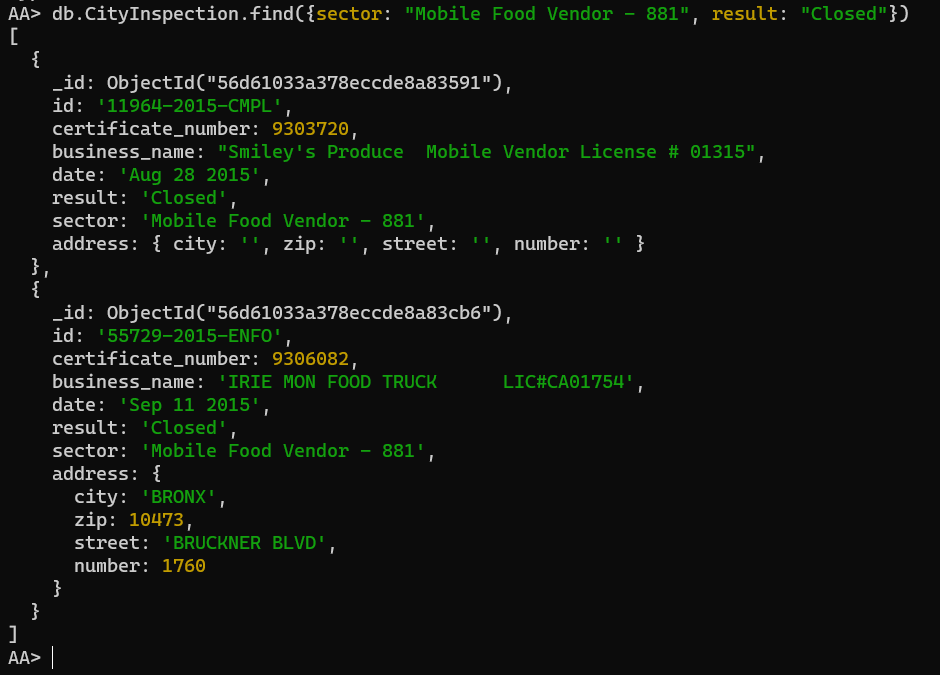 AA> db.CityInspection.find({sector: "Mobile Food Vendor - 881", result: "Closed"})
[
  {
    _id: ObjectId("56d61033a378eccde8a83591"),
    id: '11964-2015-CMPL',
    certificate_number: 9303720,
    business_name: "Smiley's Produce  Mobile Vendor License # 01315",
    date: 'Aug 28 2015',
    result: 'Closed',
    sector: 'Mobile Food Vendor - 881',
    address: { city: '', zip: '', street: '', number: '' }
  },
  {
    _id: ObjectId("56d61033a378eccde8a83cb6"),
    id: '55729-2015-ENFO',
    certificate_number: 9306082,
    business_name: 'IRIE MON FOOD TRUCK      LIC#CA01754',
    date: 'Sep 11 2015',
    result: 'Closed',
    sector: 'Mobile Food Vendor - 881',
    address: {
      city: 'BRONX',
      zip: 10473,
      street: 'BRUCKNER BLVD',
      number: 1760
    }
  }
]
AA>